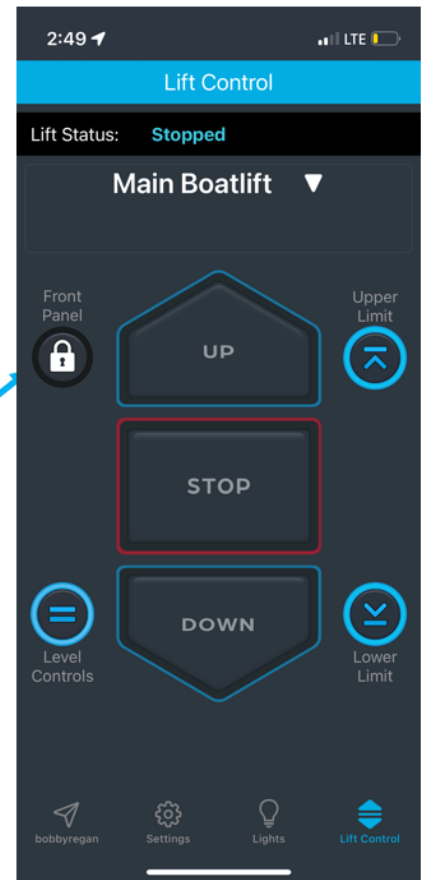 2:49
LTE
Lift Control
Lift Status: Stopped
Main Boatlift
Front
Panel
Upper
Limit
UP
STOP
DOWN
Level
Controls
Lower
Limit
bobbyregan
Settings
Lights
Lift Control